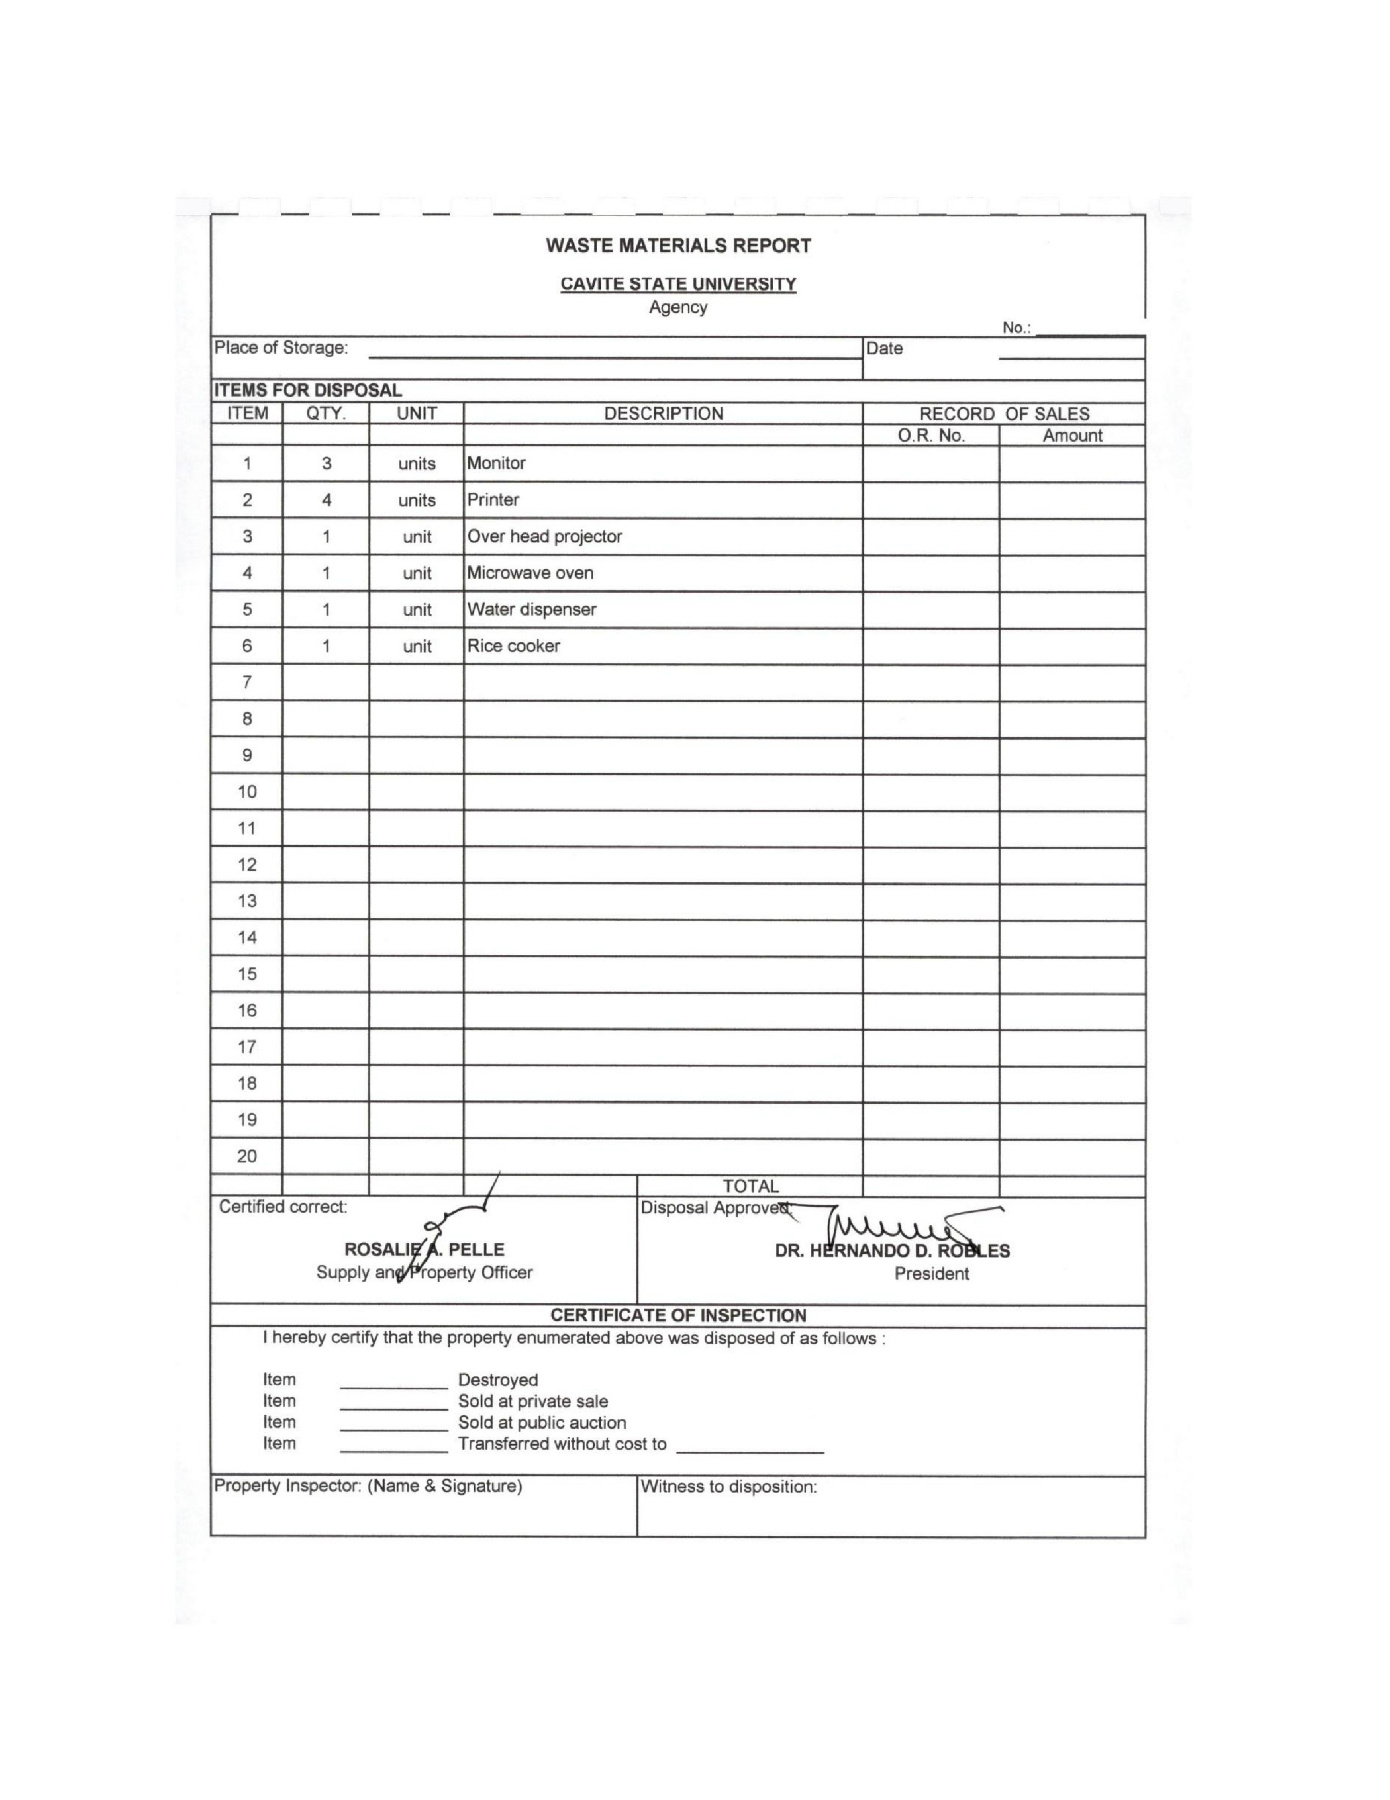 WASTE MATERIALS REPORT
CAVITE STATE UNIVERSITY
Agency
No.:
Place of Storage: Date
ITEMS FOR DISPOSAL
ITEM QTY. UNIT DESCRIPTION RECORD OF SALES
O.R. No. Amount
1 3 units Monitor
2 4 units Printer
3 1 unit Over head projector
4 1 unit Microwave oven
5 1 unit Water dispenser
6 1 unit Rice cooker
7
8
9
10
11
12
13
14
15
16
17
18
19
20
TOTAL
Certified correct: Disposal Approved:
ROSALIE A. PELLE DR. HERNANDO D. ROBLES
Supply and Property Officer President
CERTIFICATE OF INSPECTION
I hereby certify that the property enumerated above was disposed of as follows :
Item Destroyed
Item Sold at private sale
Item Sold at public auction
Item Transferred without cost to
Property Inspector: (Name & Signature) Witness to disposition: